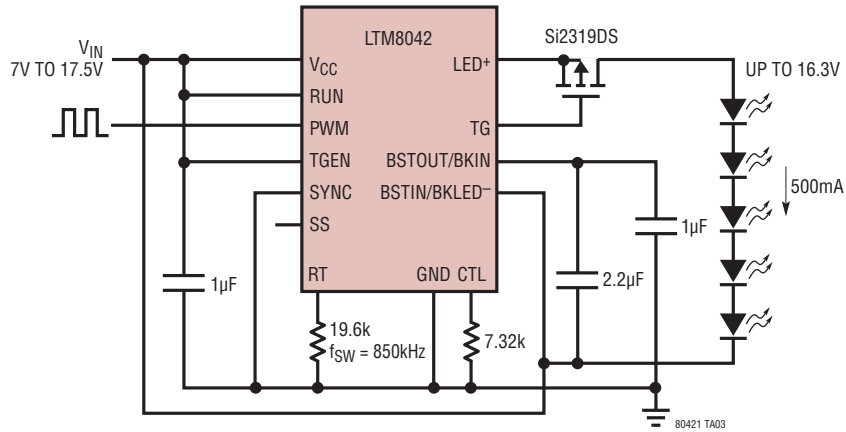 V_IN
7V TO 17.5V
LTM8042
V_CC
RUN
PWM
TGEN
SYNC
SS
RT
GND
CTL
LED+
TG
BSTOUT/BKIN
BSTIN/BKLED–
Si2319DS
UP TO 16.3V
500mA
1µF
2.2µF
1µF
19.6k
f_SW = 850kHz
7.32k
80421 TA03